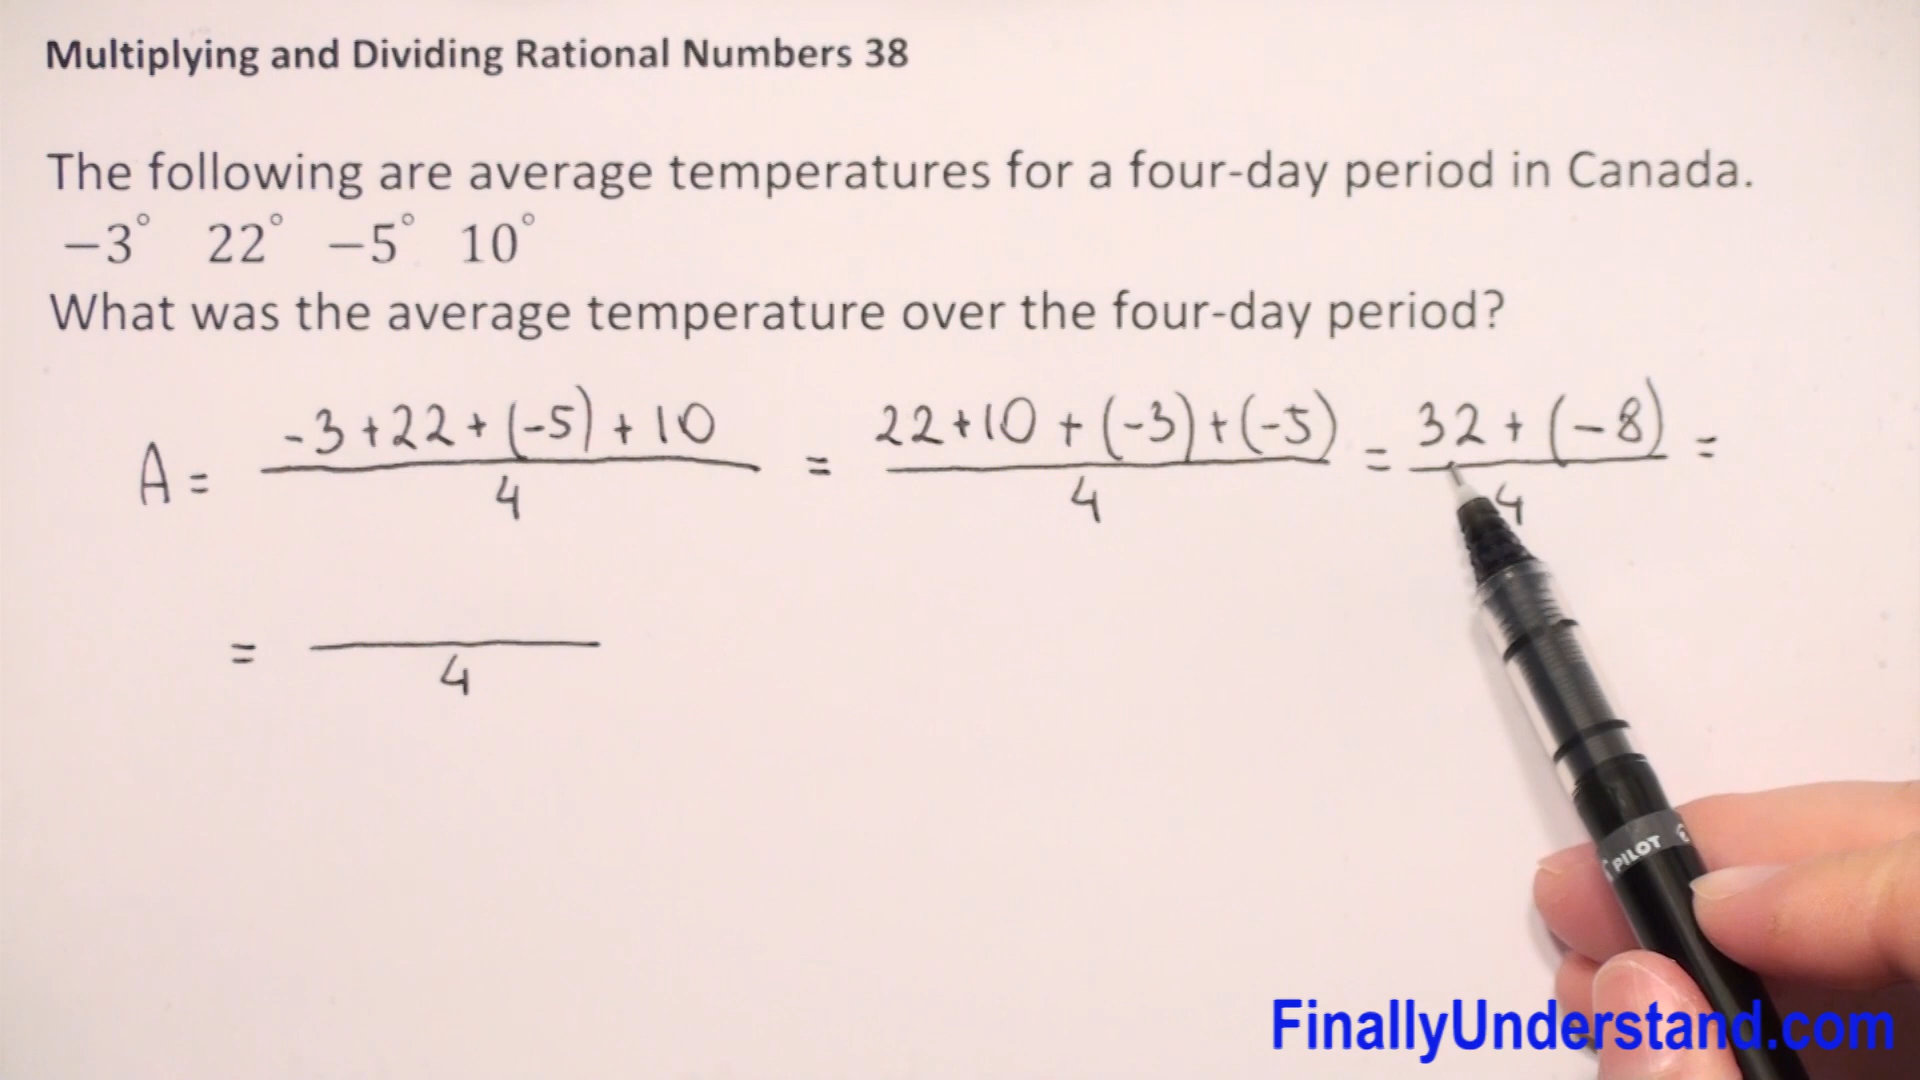 Multiplying and Dividing Rational Numbers 38
The following are average temperatures for a four-day period in Canada.
−3° 22° −5° 10°
What was the average temperature over the four-day period?
A = -3+22+(-5)+10 / 4 = 22+10+(-3)+(-5) / 4 = 32+(-8) / 4 =
= / 4
PILOT
FinallyUnderstand.com